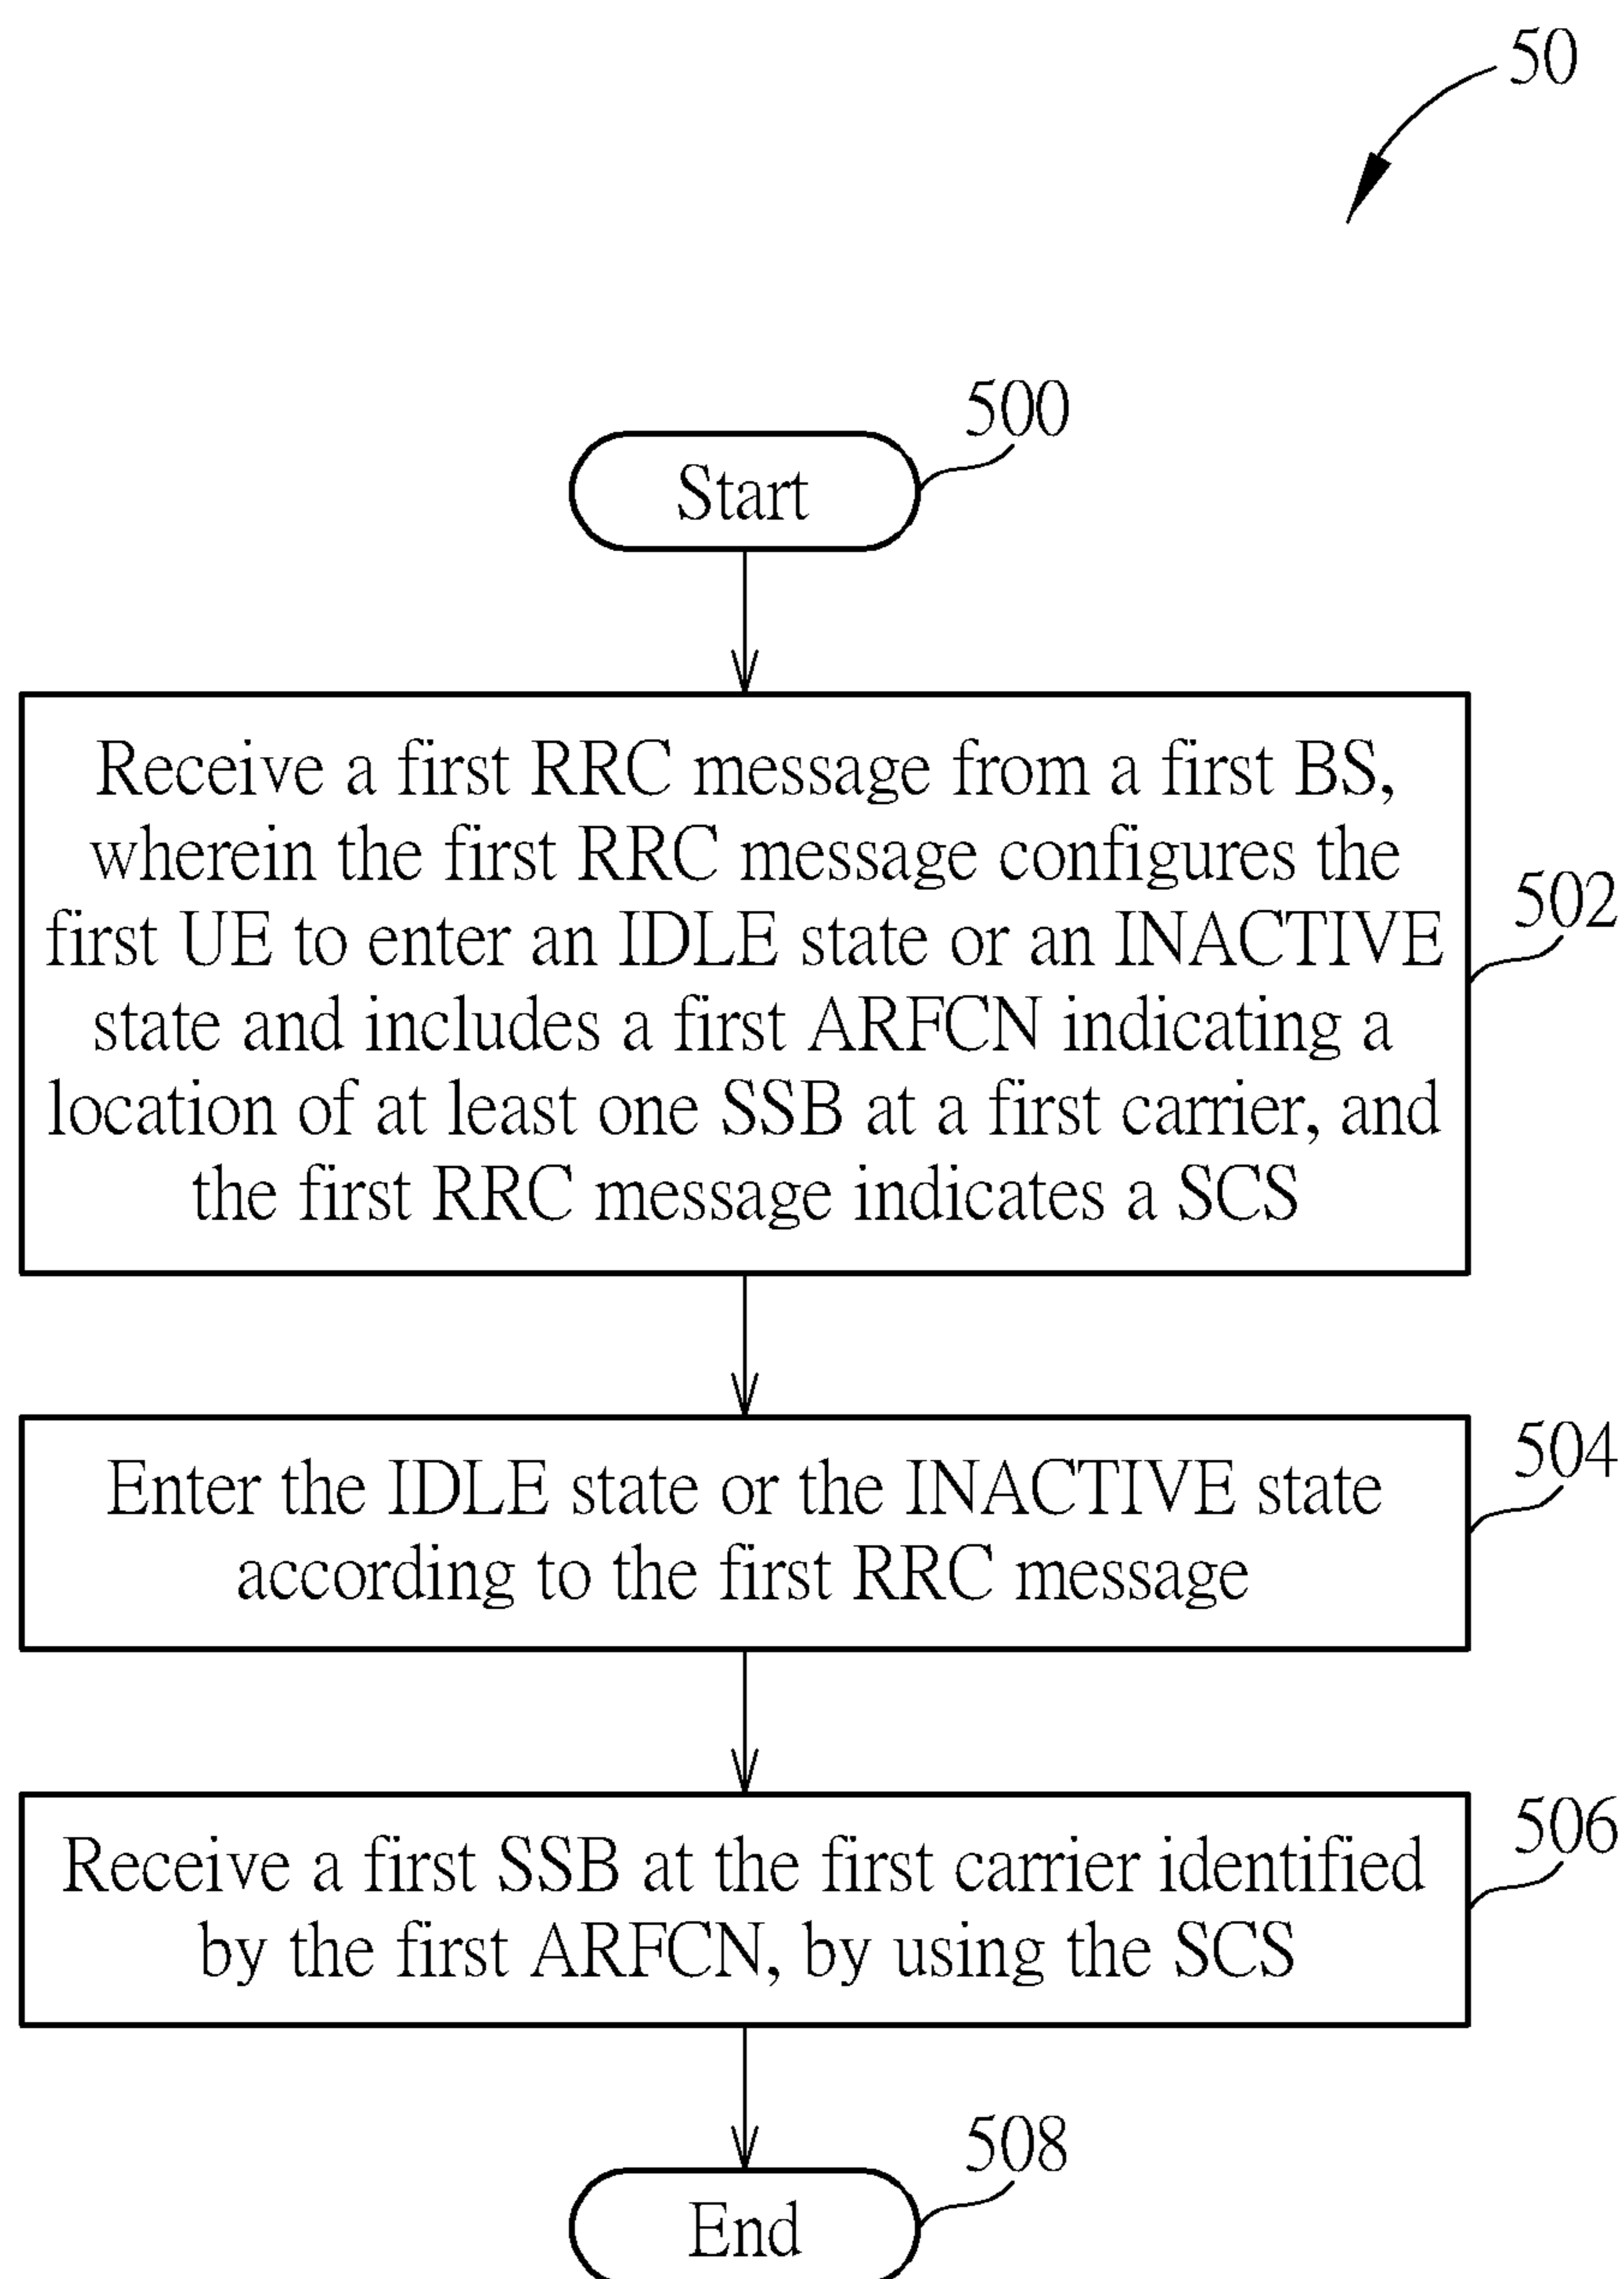 50
500
Start
Receive a first RRC message from a first BS,
wherein the first RRC message configures the
first UE to enter an IDLE state or an INACTIVE
state and includes a first ARFCN indicating a
location of at least one SSB at a first carrier, and
the first RRC message indicates a SCS
502
Enter the IDLE state or the INACTIVE state
according to the first RRC message
504
Receive a first SSB at the first carrier identified
by the first ARFCN, by using the SCS
506
508
End